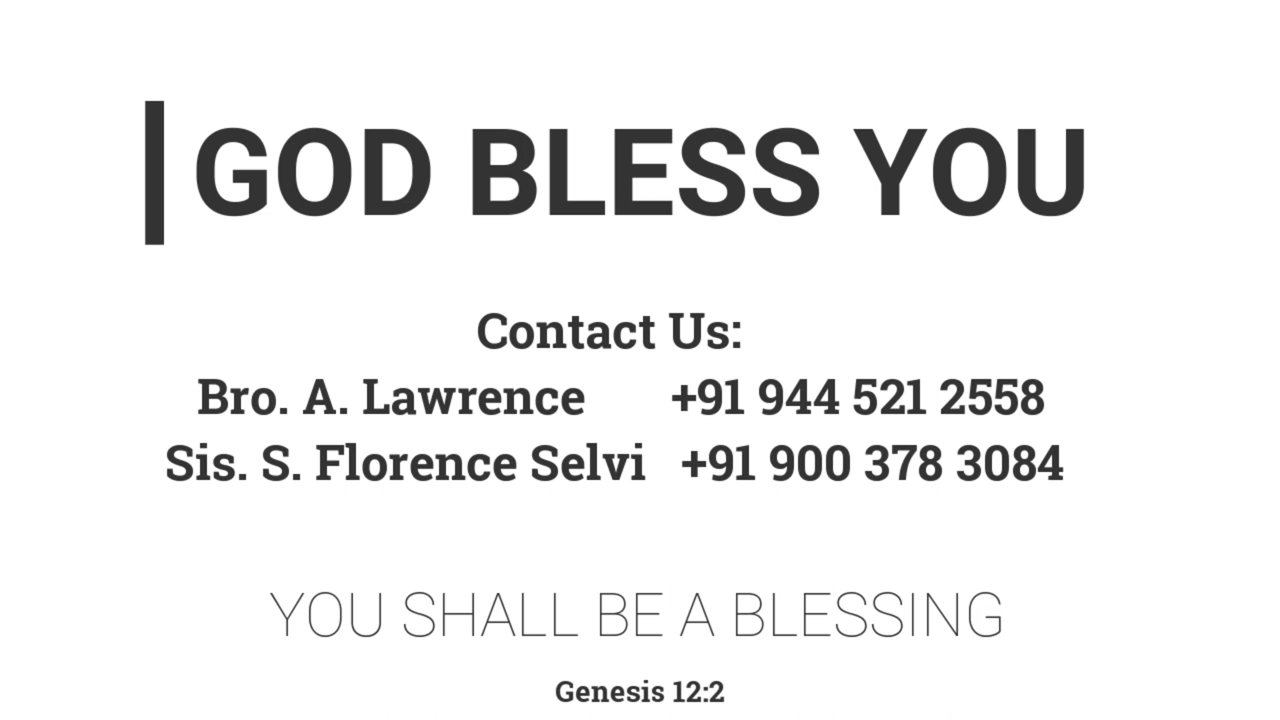 GOD BLESS YOU
Contact Us:
Bro. A. Lawrence +91 944 521 2558
Sis. S. Florence Selvi +91 900 378 3084
YOU SHALL BE A BLESSING
Genesis 12:2